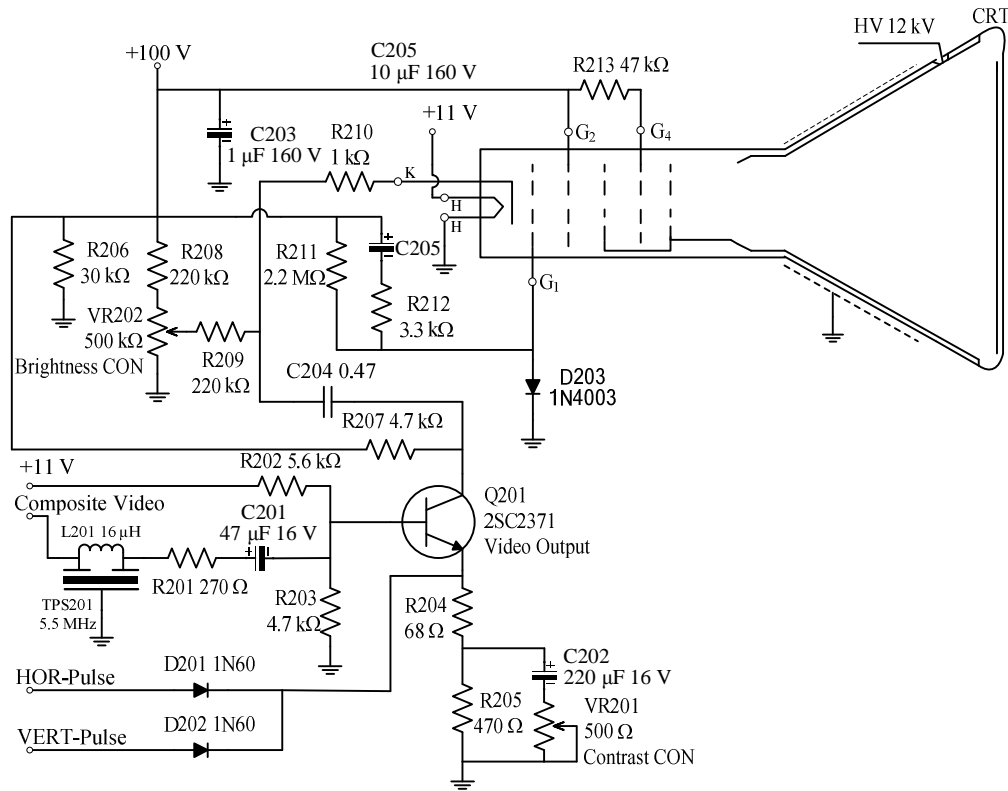 CRT
HV 12 kV
+100 V
C205
10 μF 160 V
R213 47 kΩ
+11 V
G2
G4
C203
1 μF 160 V
R210
1 kΩ
K
H
H
R206
30 kΩ
R208
220 kΩ
R211
2.2 MΩ
C205
G1
R212
3.3 kΩ
VR202
500 kΩ
Brightness CON
R209
220 kΩ
C204 0.47
D203
1N4003
R207 4.7 kΩ
+11 V
R202 5.6 kΩ
Composite Video
C201
47 μF 16 V
Q201
2SC2371
Video Output
L201 16 μH
R201 270 Ω
TPS201
5.5 MHz
R203
4.7 kΩ
R204
68 Ω
D201 1N60
HOR-Pulse
C202
220 μF 16 V
R205
470 Ω
VR201
500 Ω
Contrast CON
D202 1N60
VERT-Pulse